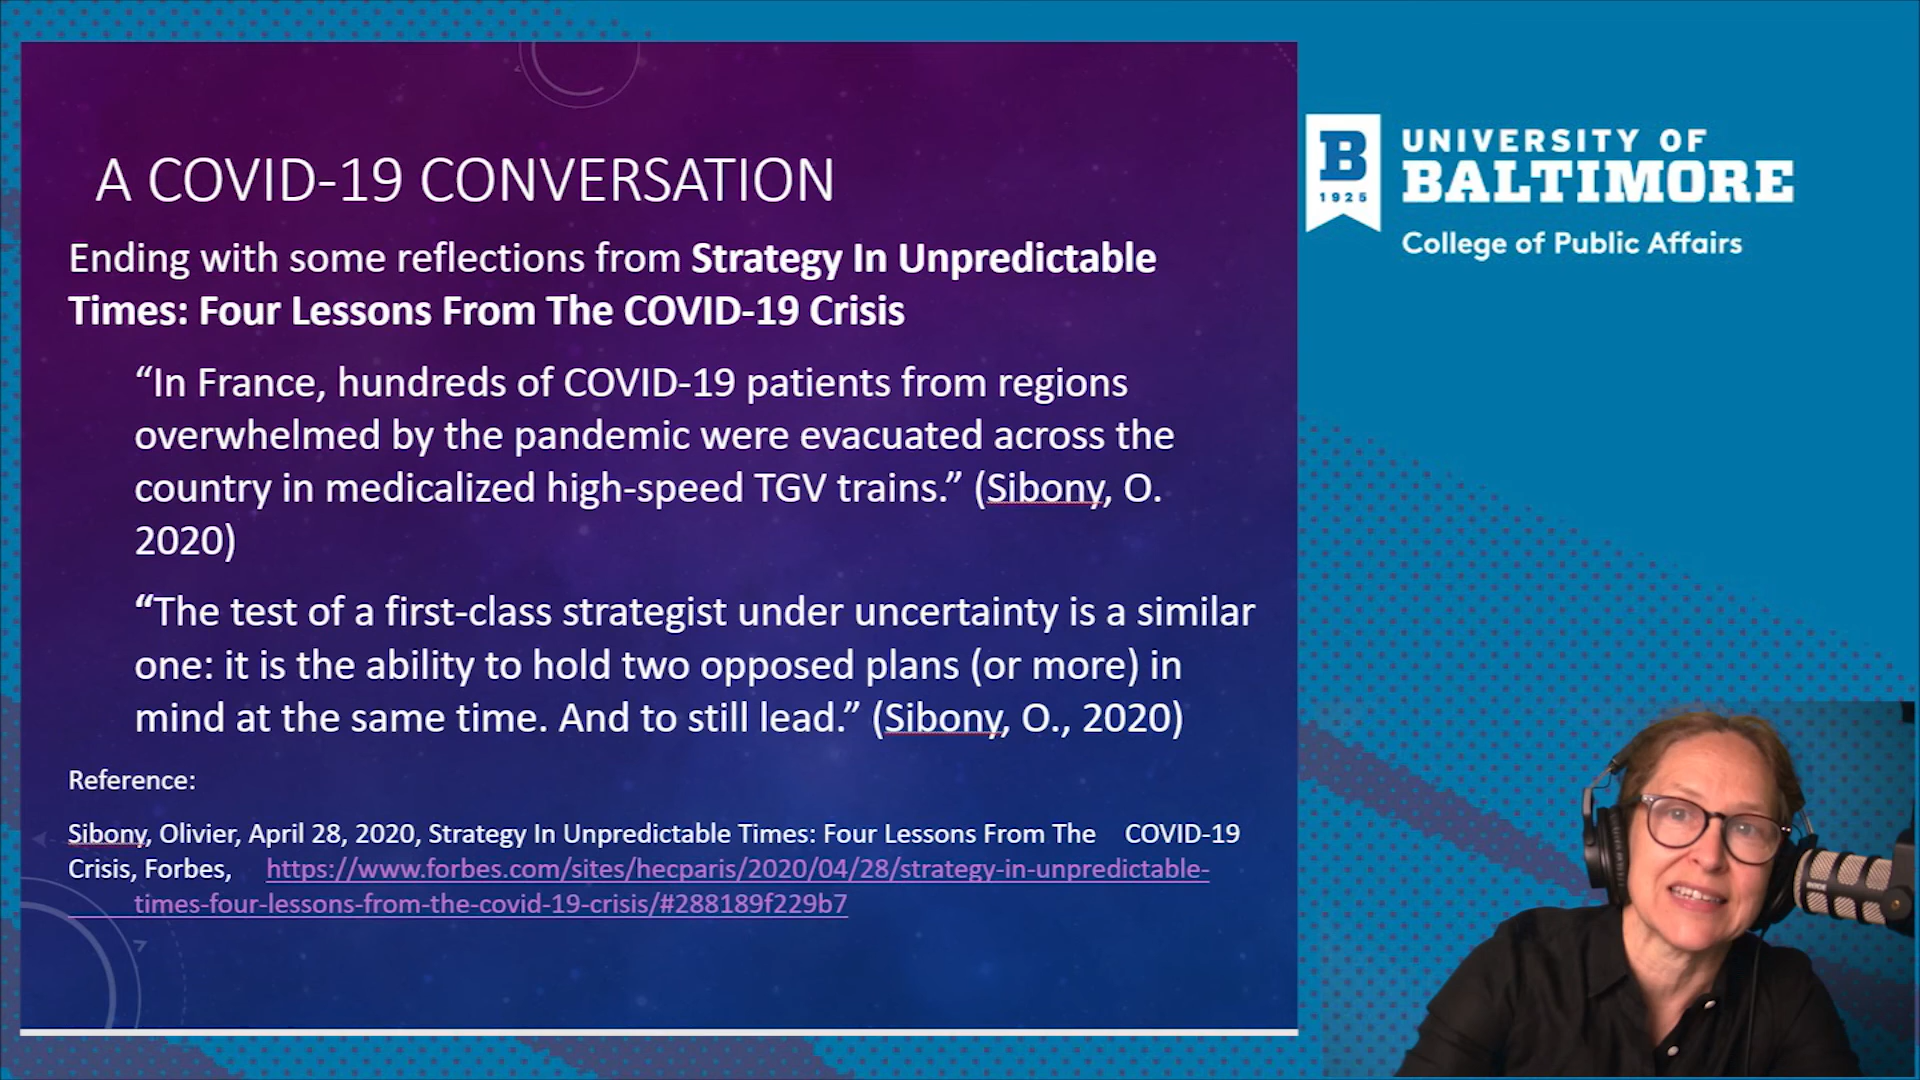 A COVID-19 CONVERSATION
Ending with some reflections from Strategy In Unpredictable
Times: Four Lessons From The COVID-19 Crisis
“In France, hundreds of COVID-19 patients from regions
overwhelmed by the pandemic were evacuated across the
country in medicalized high-speed TGV trains.” (Sibony, O.
2020)
“The test of a first-class strategist under uncertainty is a similar
one: it is the ability to hold two opposed plans (or more) in
mind at the same time. And to still lead.” (Sibony, O., 2020)
Reference:
Sibony, Olivier, April 28, 2020, Strategy In Unpredictable Times: Four Lessons From The COVID-19
Crisis, Forbes, https://www.forbes.com/sites/hecparis/2020/04/28/strategy-in-unpredictable-
times-four-lessons-from-the-covid-19-crisis/#288189f229b7
B
1925
UNIVERSITY OF
BALTIMORE
College of Public Affairs
RODE